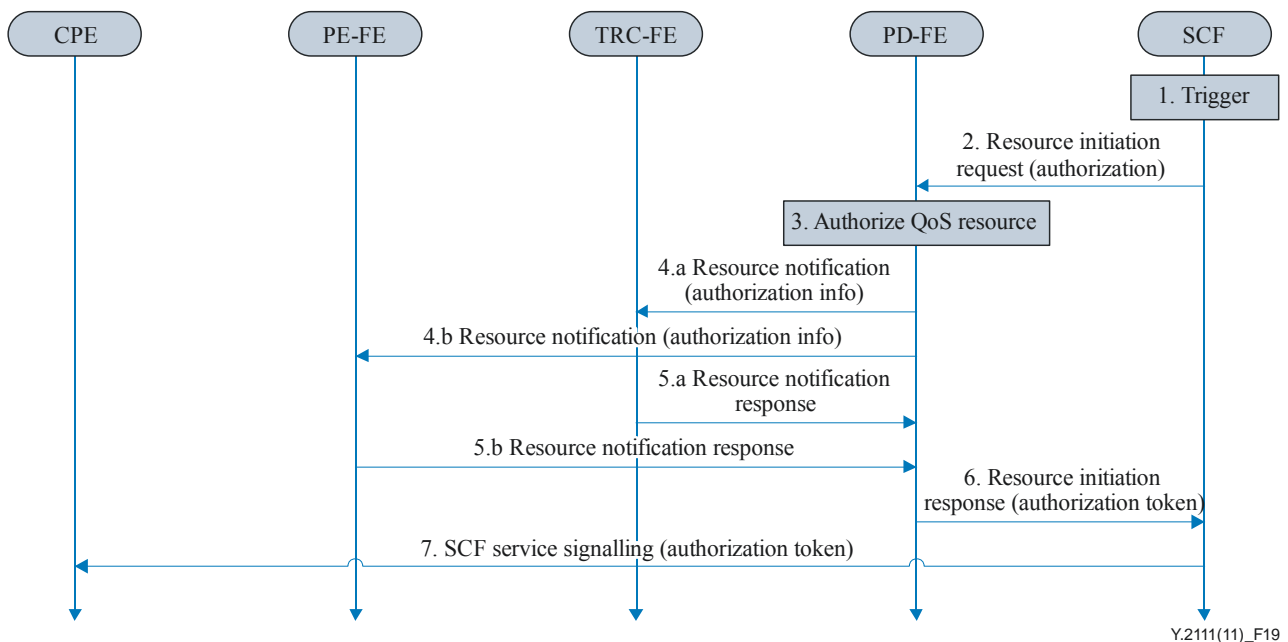 CPE
PE-FE
TRC-FE
PD-FE
SCF
1. Trigger
2. Resource initiation
request (authorization)
3. Authorize QoS resource
4.a Resource notification
(authorization info)
4.b Resource notification (authorization info)
5.a Resource notification
response
5.b Resource notification response
6. Resource initiation
response (authorization token)
7. SCF service signalling (authorization token)
Y.2111(11)_F19